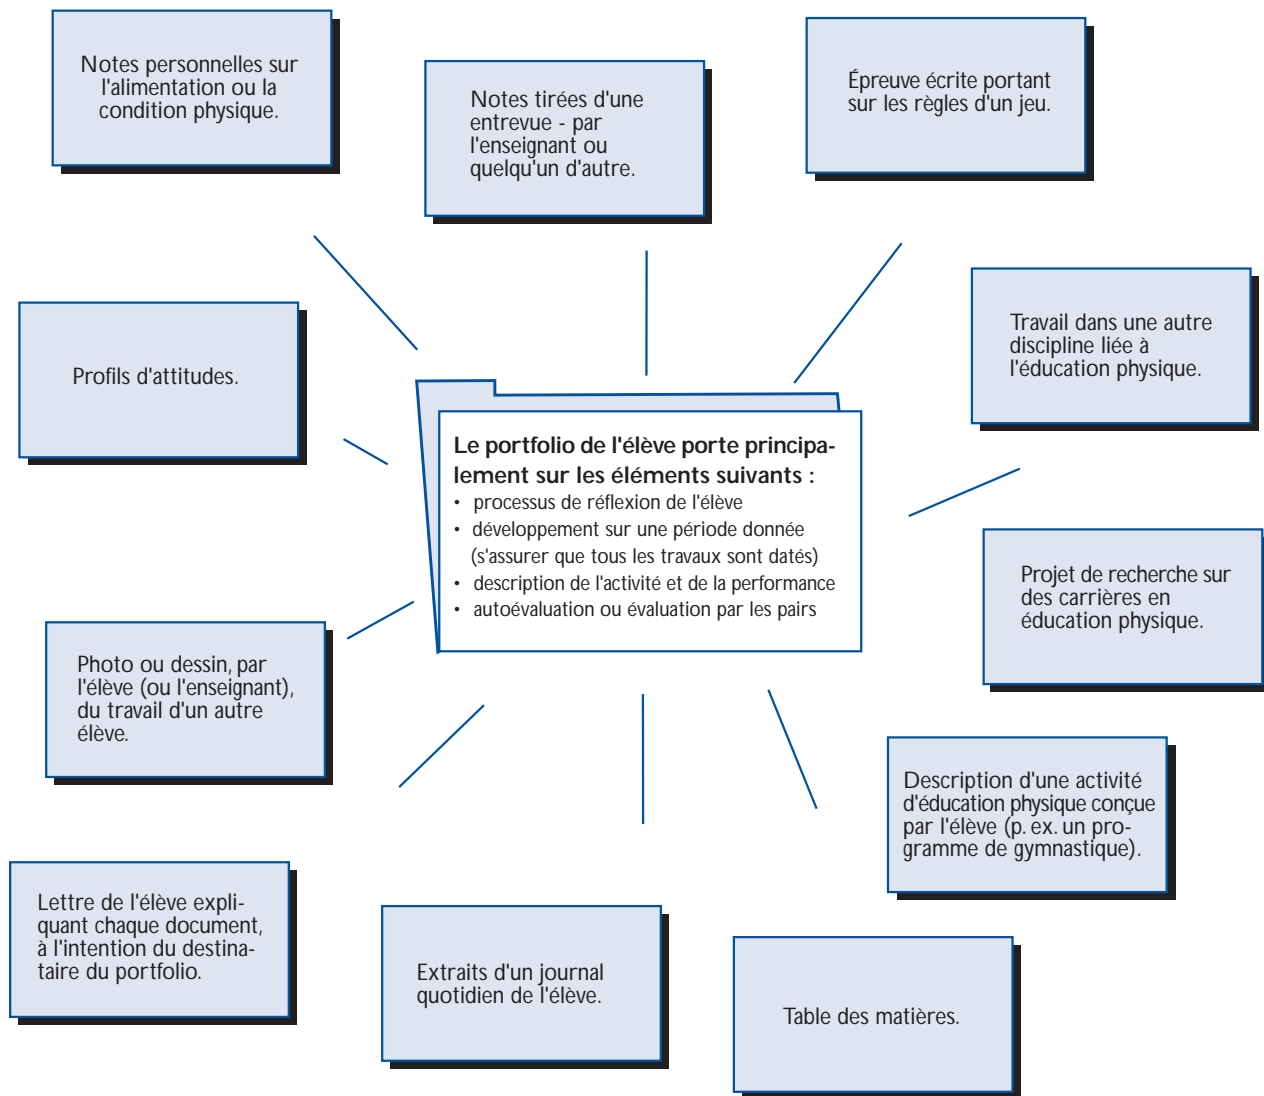 Notes personnelles sur
l'alimentation ou la
condition physique.
Notes tirées d'une
entrevue - par
l'enseignant ou
quelqu'un d'autre.
Épreuve écrite portant
sur les règles d'un jeu.
Travail dans une autre
discipline liée à
l'éducation physique.
Profils d'attitudes.
Le portfolio de l'élève porte principa-
lement sur les éléments suivants :
• processus de réflexion de l'élève
• développement sur une période donnée
(s'assurer que tous les travaux sont datés)
• description de l'activité et de la performance
• autoévaluation ou évaluation par les pairs
Projet de recherche sur
des carrières en
éducation physique.
Photo ou dessin, par
l'élève (ou l'enseignant),
du travail d'un autre
élève.
Description d'une activité
d'éducation physique conçue
par l'élève (p. ex. un pro-
gramme de gymnastique).
Lettre de l'élève expli-
quant chaque document,
à l'intention du destina-
taire du portfolio.
Extraits d'un journal
quotidien de l'élève.
Table des matières.